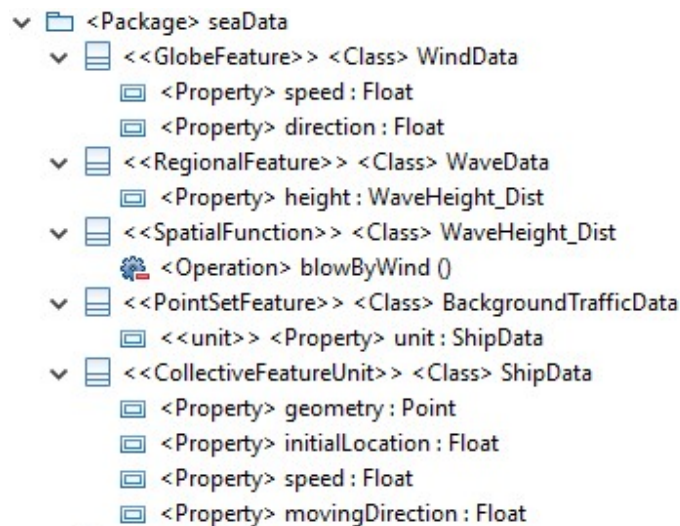 <Package> seaData
<<GlobeFeature>> <Class> WindData
<Property> speed : Float
<Property> direction : Float
<<RegionalFeature>> <Class> WaveData
<Property> height : WaveHeight_Dist
<<SpatialFunction>> <Class> WaveHeight_Dist
<Operation> blowByWind ()
<<PointSetFeature>> <Class> BackgroundTrafficData
<<unit>> <Property> unit : ShipData
<<CollectiveFeatureUnit>> <Class> ShipData
<Property> geometry : Point
<Property> initialLocation : Float
<Property> speed : Float
<Property> movingDirection : Float